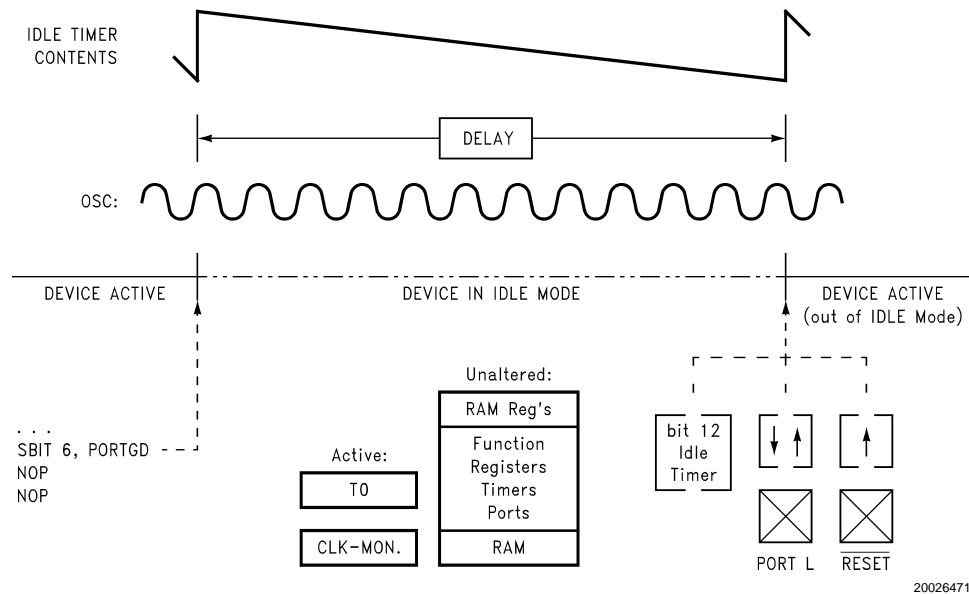 IDLE TIMER
CONTENTS
DELAY
OSC:
DEVICE ACTIVE
DEVICE IN IDLE MODE
DEVICE ACTIVE
(out of IDLE Mode)
. . .
SBIT 6, PORTGD
NOP
NOP
Active:
T0
CLK-MON.
Unaltered:
RAM Reg's
Function
Registers
Timers
Ports
RAM
bit 12
Idle
Timer
PORT L
RESET
20026471